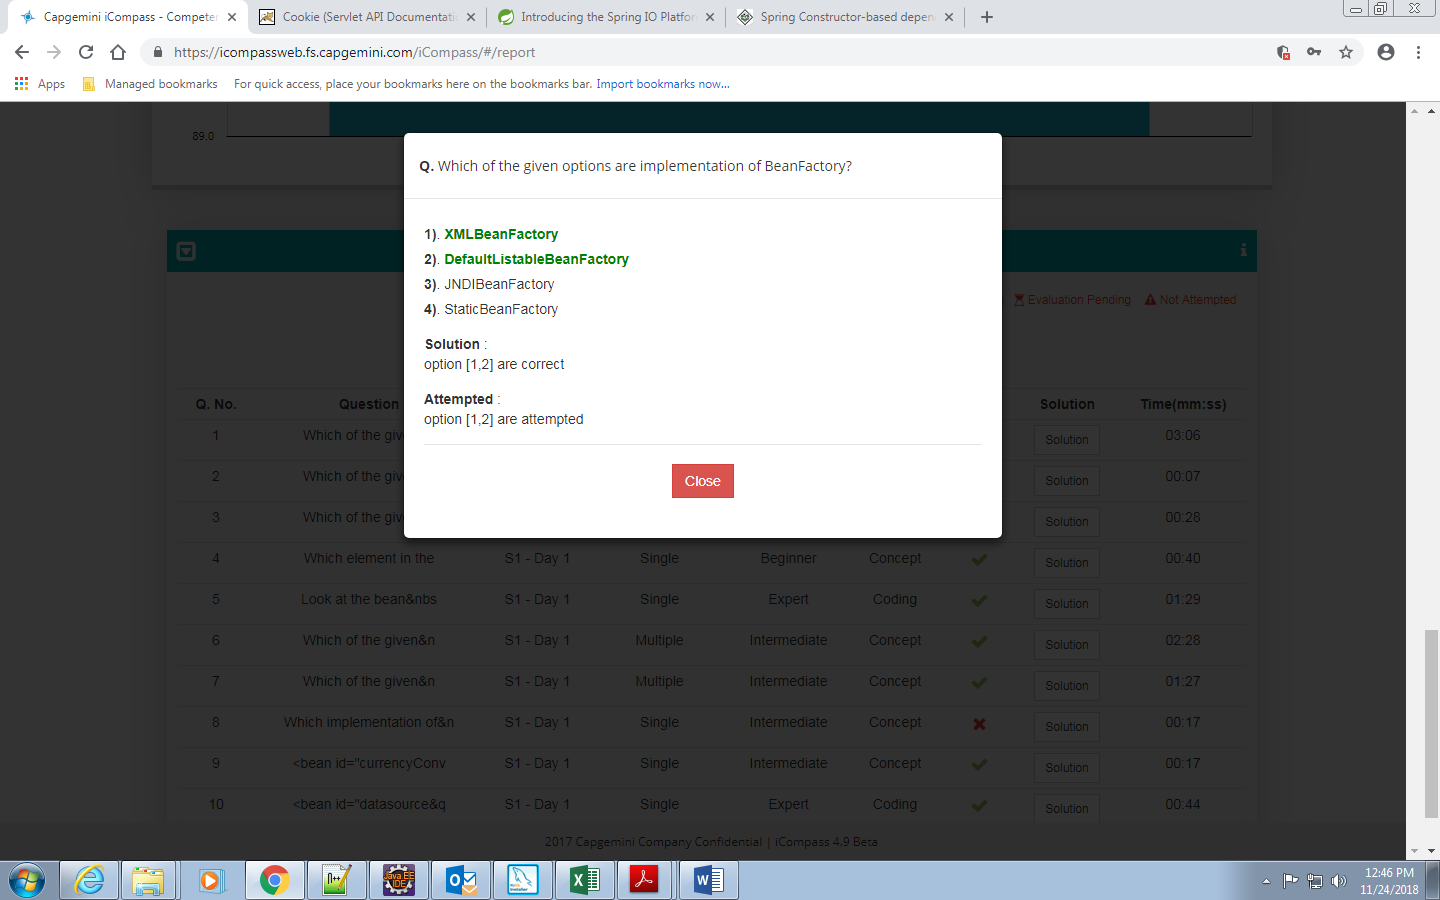 Capgemini iCompass - Competen
Cookie (Servlet API Documentatio
Introducing the Spring IO Platfor
Spring Constructor-based depen
https://icompassweb.fs.capgemini.com/iCompass/#/report
Apps
Managed bookmarks
For quick access, place your bookmarks here on the bookmarks bar. Import bookmarks now...
89.0
Q. Which of the given options are implementation of BeanFactory?
1). XMLBeanFactory
2). DefaultListableBeanFactory
3). JNDIBeanFactory
4). StaticBeanFactory
Solution :
option [1,2] are correct
Attempted :
option [1,2] are attempted
Close
Evaluation Pending Not Attempted
Q. No. Question Solution Time(mm:ss)
1 Which of the giv Solution 03:06
2 Which of the giv Solution 00:07
3 Which of the giv Solution 00:28
4 Which element in the S1 - Day 1 Single Beginner Concept Solution 00:40
5 Look at the bean&nbs S1 - Day 1 Single Expert Coding Solution 01:29
6 Which of the given&n S1 - Day 1 Multiple Intermediate Concept Solution 02:28
7 Which of the given&n S1 - Day 1 Multiple Intermediate Concept Solution 01:27
8 Which implementation of&n S1 - Day 1 Single Intermediate Concept Solution 00:17
9 <bean id="currencyConv S1 - Day 1 Single Intermediate Concept Solution 00:17
10 <bean id="datasource&q S1 - Day 1 Single Expert Coding Solution 00:44
2017 Capgemini Company Confidential | iCompass 4.9 Beta
Java EE
IDE
12:46 PM
11/24/2018